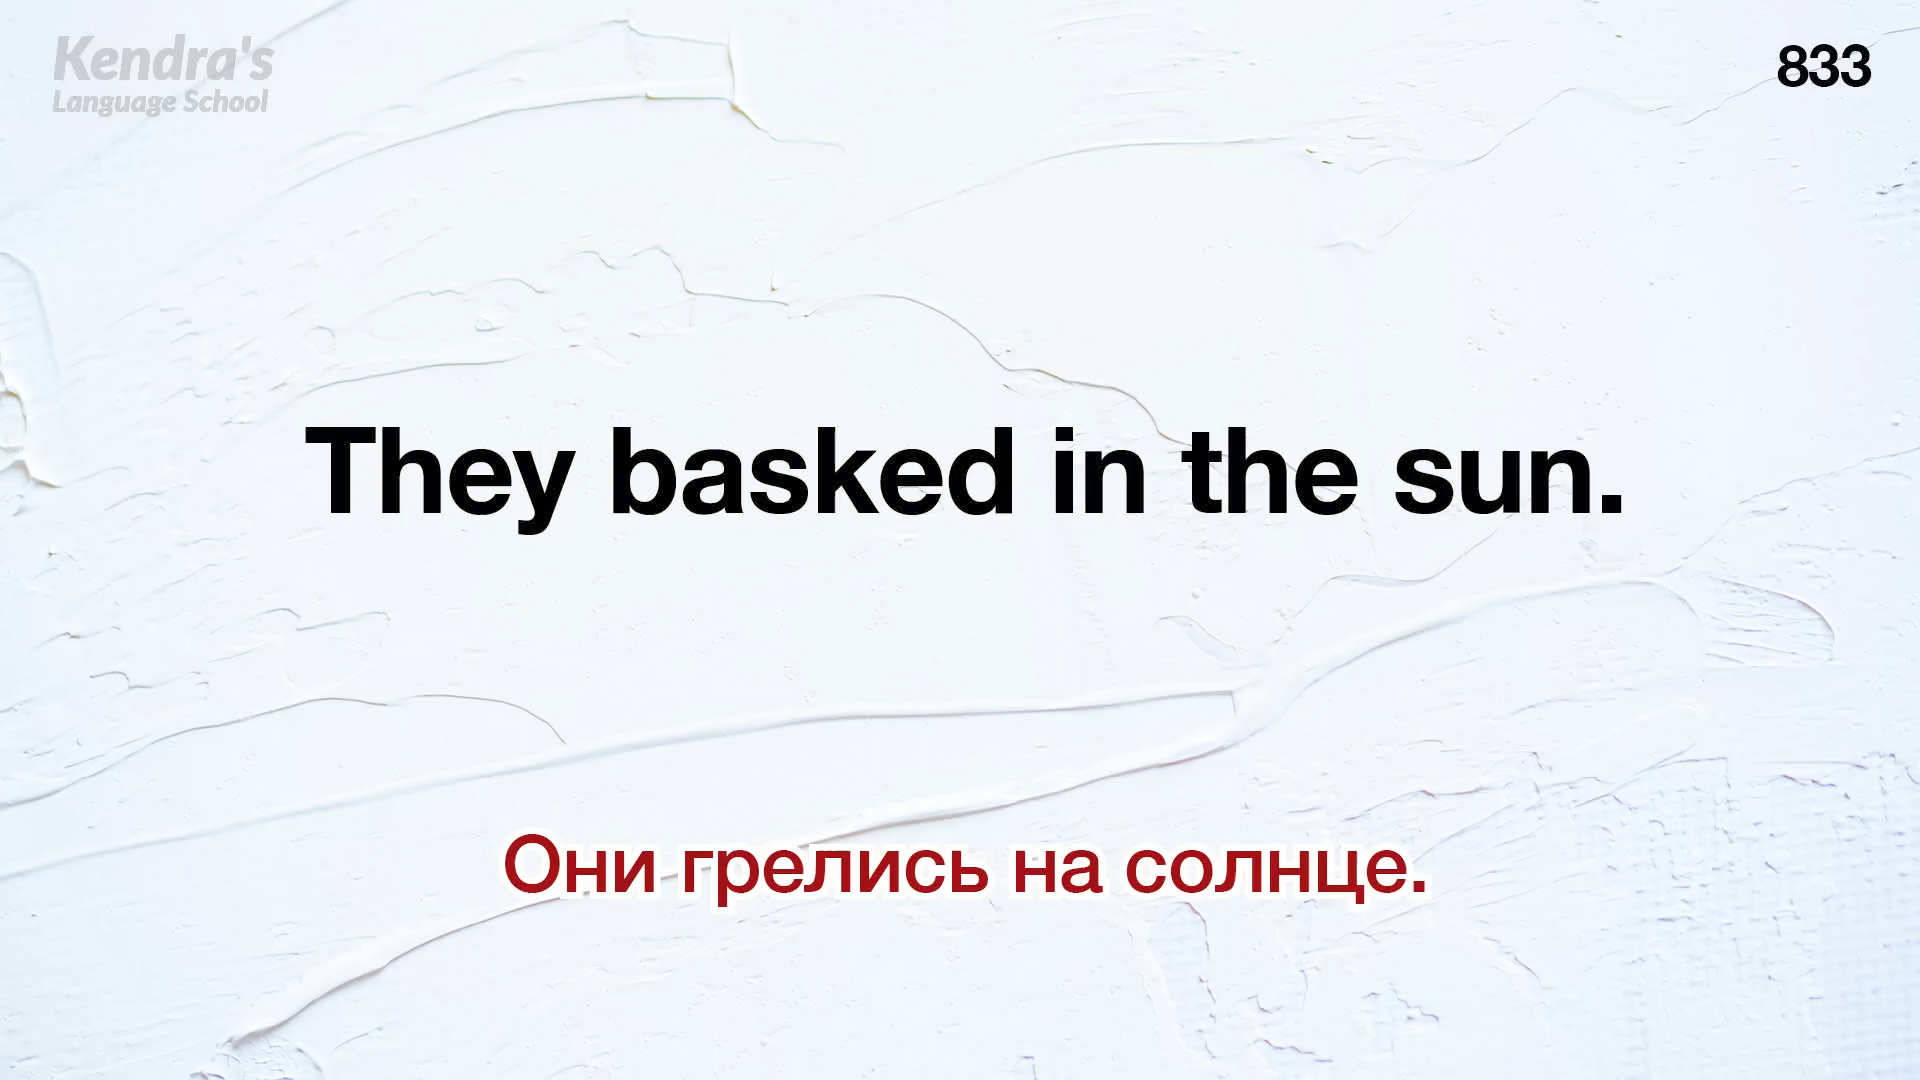 Kendra's
Language School
833
They basked in the sun.
Они грелись на солнце.